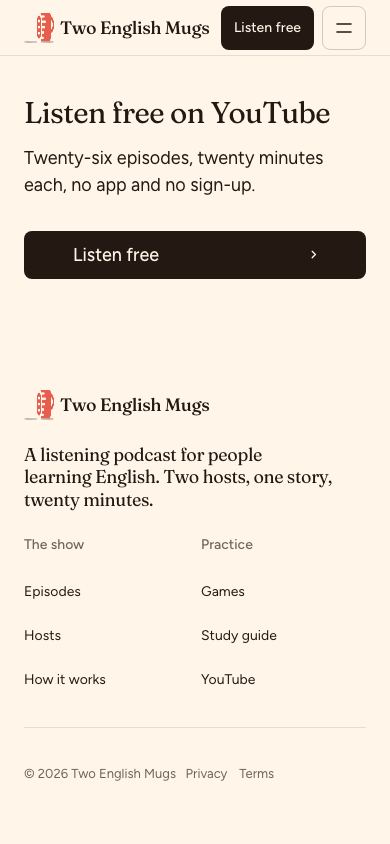 Two English Mugs
Listen free
Listen free on YouTube
Twenty-six episodes, twenty minutes
each, no app and no sign-up.
Listen free
Two English Mugs
A listening podcast for people
learning English. Two hosts, one story,
twenty minutes.
The show
Practice
Episodes
Games
Hosts
Study guide
How it works
YouTube
© 2026 Two English Mugs Privacy Terms